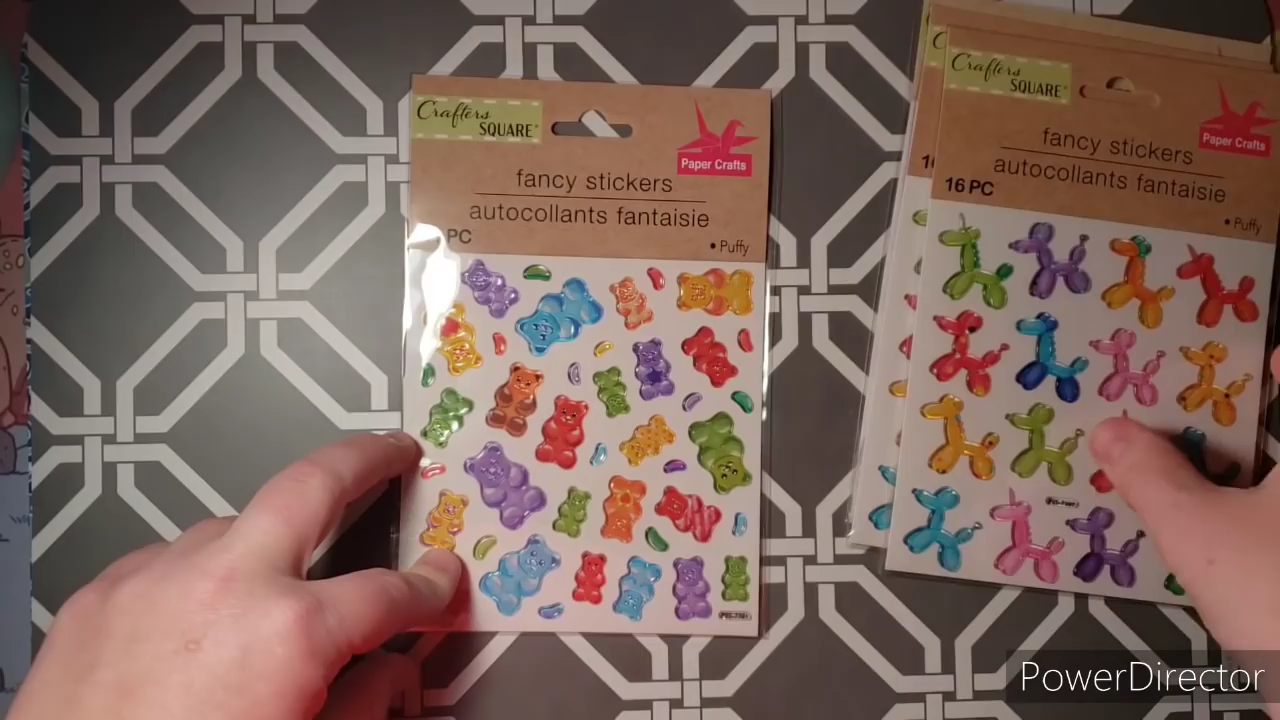 Crafters
SQUARE
Paper Crafts
fancy stickers
autocollants fantaisie
PC
• Puffy
Crafters
SQUARE
Paper Crafts
fancy stickers
autocollants fantaisie
16 PC
• Puffy
PowerDirector